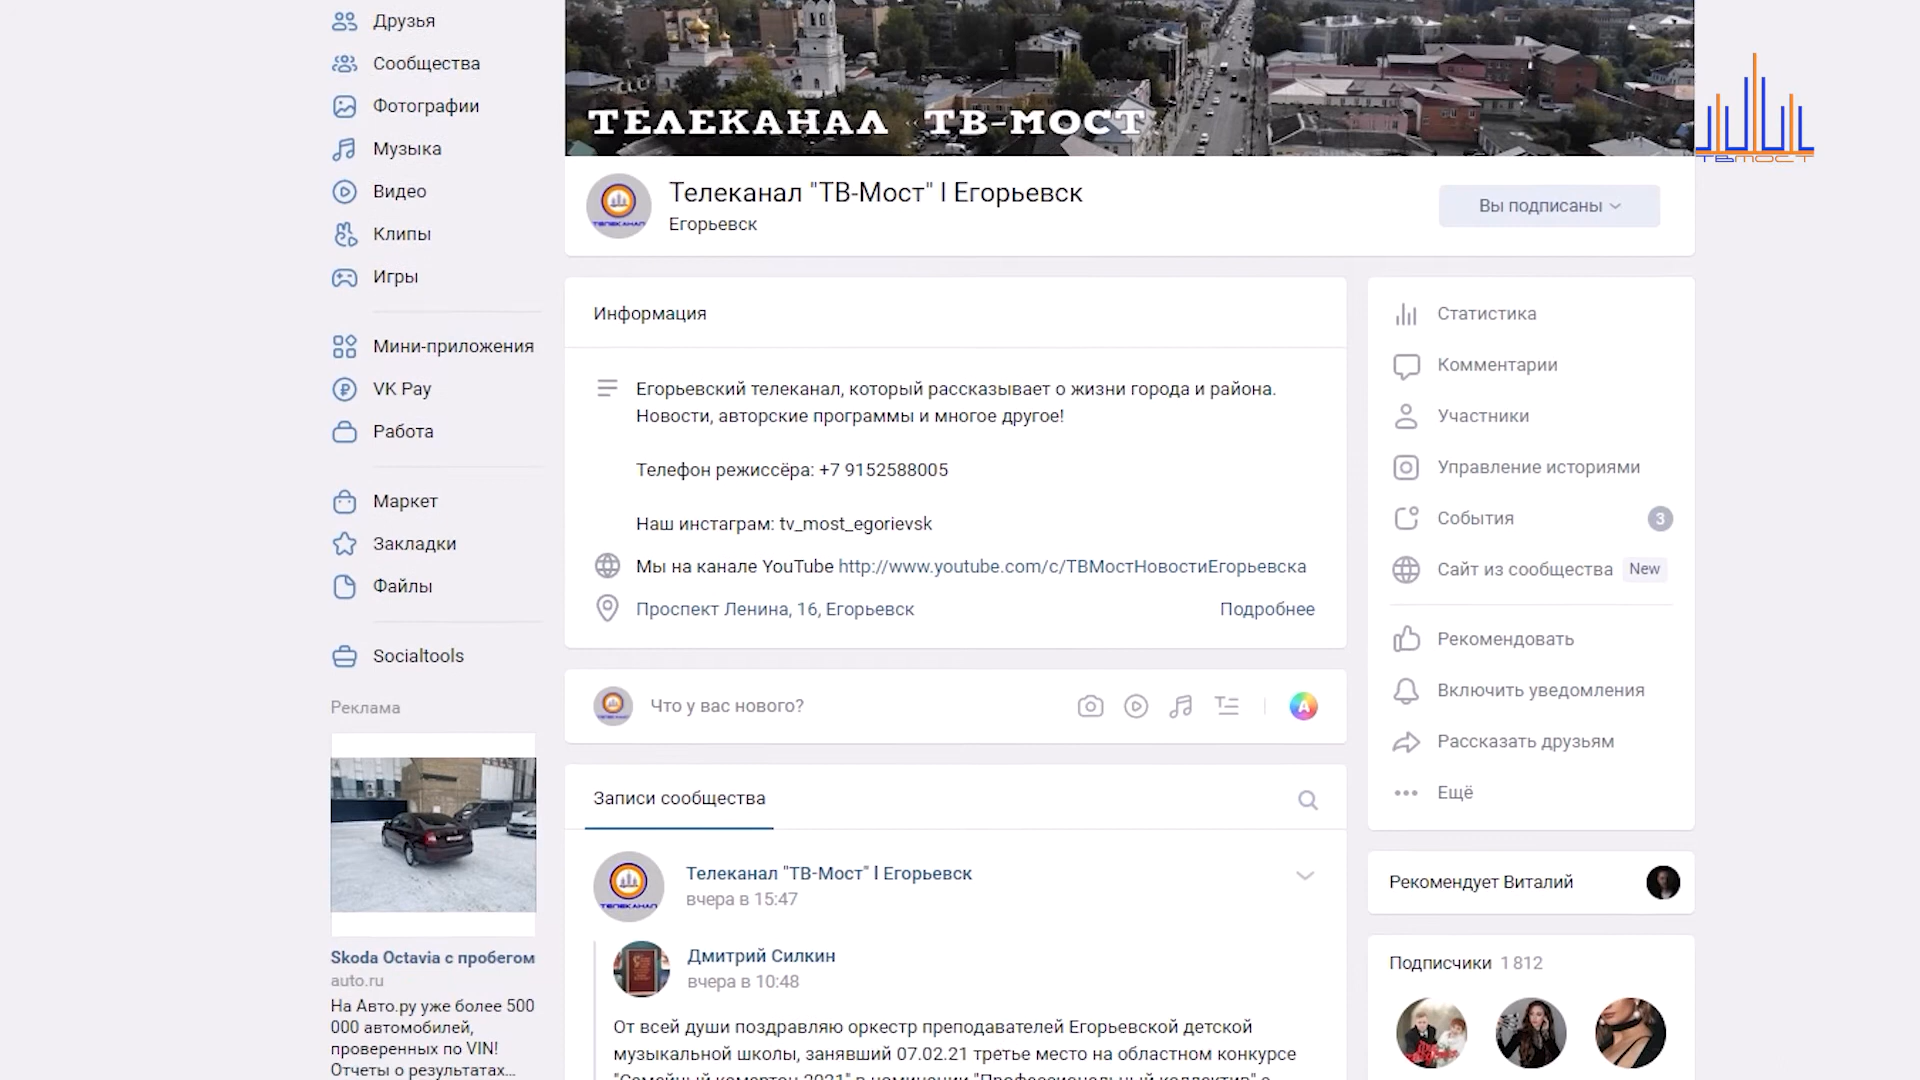 Друзья
Сообщества
Фотографии
Музыка
Видео
Клипы
Игры
Мини-приложения
VK Pay
Работа
Маркет
Закладки
Файлы
Socialtools
Реклама
Skoda Octavia с пробегом
auto.ru
На Авто.ру уже более 500
000 автомобилей,
проверенных по VIN!
Отчеты о результатах...
ТЕЛЕКАНАЛ ТВ-МОСТ
ТВМОСТ
Телеканал "ТВ-Мост" l Егорьевск
Егорьевск
Вы подписаны
Информация
Егорьевский телеканал, который рассказывает о жизни города и района.
Новости, авторские программы и многое другое!
Телефон режиссёра: +7 9152588005
Наш инстаграм: tv_most_egorievsk
Мы на канале YouTube http://www.youtube.com/c/ТВМостНовостиЕгорьевска
Проспект Ленина, 16, Егорьевск
Подробнее
Что у вас нового?
A
Записи сообщества
ТЕЛЕКАНАЛ
Телеканал "ТВ-Мост" l Егорьевск
вчера в 15:47
Дмитрий Силкин
вчера в 10:48
От всей души поздравляю оркестр преподавателей Егорьевской детской
музыкальной школы, занявший 07.02.21 третье место на областном конкурсе
"Семейный камертон 2021" в номинации "Профессиональный коллектив" с
Статистика
Комментарии
Участники
Управление историями
События
3
Сайт из сообщества New
Рекомендовать
Включить уведомления
Рассказать друзьям
Ещё
Рекомендует Виталий
Подписчики 1 812